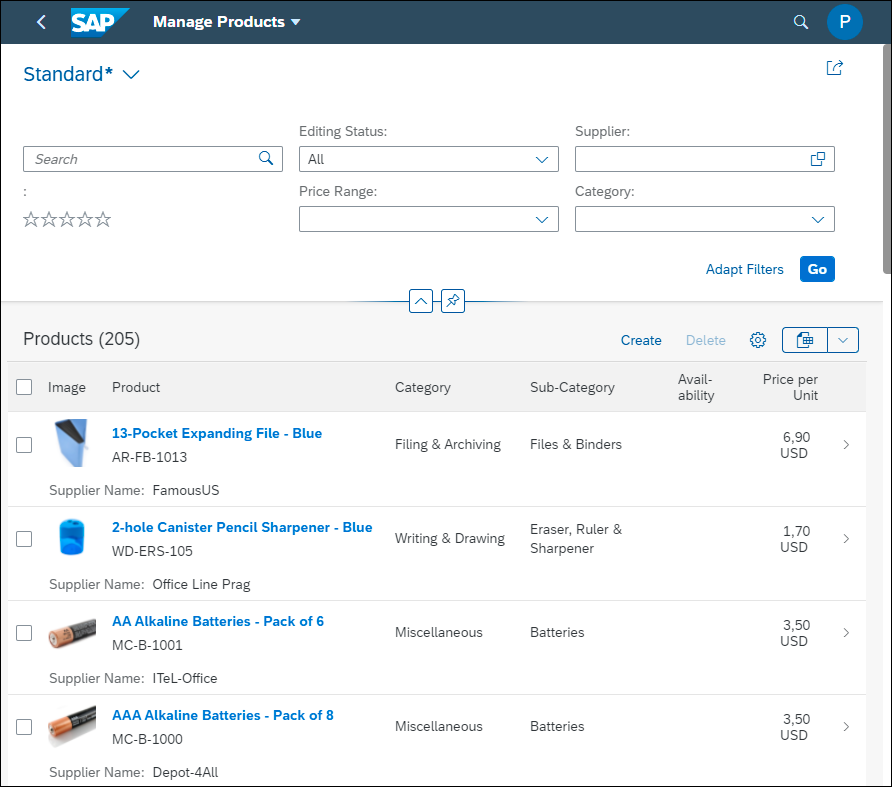 SAP Manage Products P
Standard*
Editing Status: Supplier:
Search All
: Price Range: Category:
Adapt Filters Go
Products (205) Create Delete
Image Product Category Sub-Category Avail-
ability Price per
Unit
13-Pocket Expanding File - Blue
AR-FB-1013
Filing & Archiving Files & Binders 6,90
USD
Supplier Name: FamousUS
2-hole Canister Pencil Sharpener - Blue
WD-ERS-105
Writing & Drawing Eraser, Ruler &
Sharpener 1,70
USD
Supplier Name: Office Line Prag
AA Alkaline Batteries - Pack of 6
MC-B-1001
Miscellaneous Batteries 3,50
USD
Supplier Name: ITeL-Office
AAA Alkaline Batteries - Pack of 8
MC-B-1000
Miscellaneous Batteries 3,50
USD
Supplier Name: Depot-4All